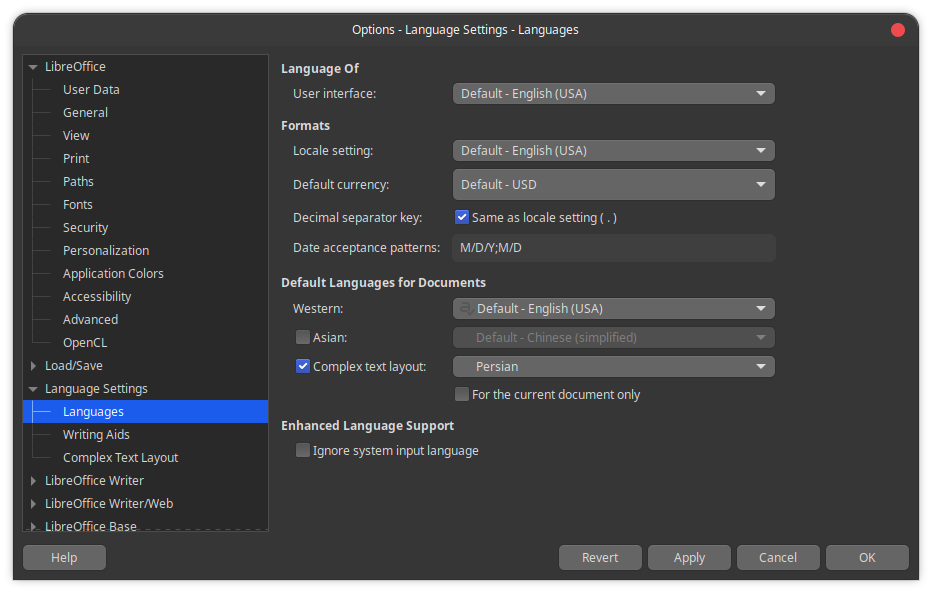 Options - Language Settings - Languages
LibreOffice
User Data
General
View
Print
Paths
Fonts
Security
Personalization
Application Colors
Accessibility
Advanced
OpenCL
Load/Save
Language Settings
Languages
Writing Aids
Complex Text Layout
LibreOffice Writer
LibreOffice Writer/Web
LibreOffice Base
Language Of
User interface: Default - English (USA)
Formats
Locale setting: Default - English (USA)
Default currency: Default - USD
Decimal separator key: Same as locale setting ( . )
Date acceptance patterns: M/D/Y;M/D
Default Languages for Documents
Western: Default - English (USA)
Asian: Default - Chinese (simplified)
Complex text layout: Persian
For the current document only
Enhanced Language Support
Ignore system input language
Help Revert Apply Cancel OK